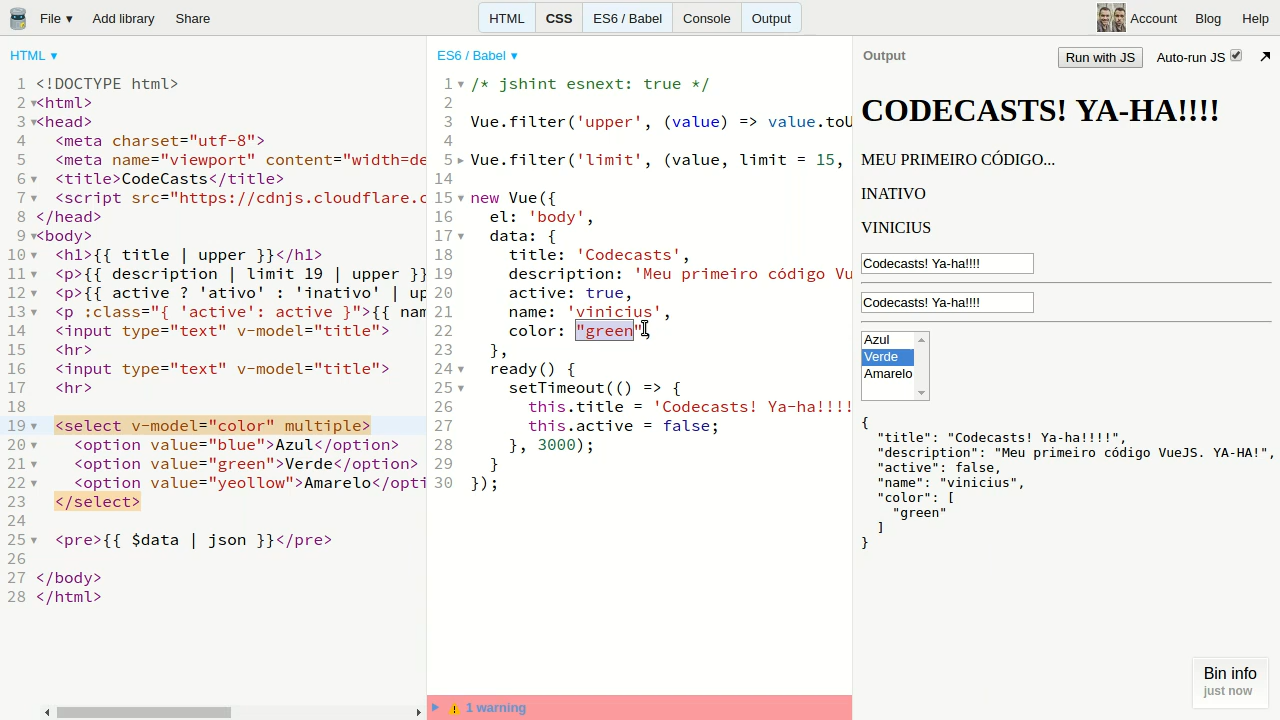 File ▾ Add library Share HTML CSS ES6 / Babel Console Output Account Blog Help
HTML ▾
1 <!DOCTYPE html>
2 <html>
3 <head>
4 <meta charset="utf-8">
5 <meta name="viewport" content="width=de
6 <title>CodeCasts</title>
7 <script src="https://cdnjs.cloudflare.c
8 </head>
9 <body>
10 <h1>{{ title | upper }}</h1>
11 <p>{{ description | limit 19 | upper }}
12 <p>{{ active ? 'ativo' : 'inativo' | up
13 <p :class="{ 'active': active }">{{ nam
14 <input type="text" v-model="title">
15 <hr>
16 <input type="text" v-model="title">
17 <hr>
18
19 <select v-model="color" multiple>
20 <option value="blue">Azul</option>
21 <option value="green">Verde</option>
22 <option value="yeollow">Amarelo</opti
23 </select>
24
25 <pre>{{ $data | json }}</pre>
26
27 </body>
28 </html>
ES6 / Babel ▾
1 /* jshint esnext: true */
2
3 Vue.filter('upper', (value) => value.toU
4
5 Vue.filter('limit', (value, limit = 15,
14
15 new Vue({
16 el: 'body',
17 data: {
18 title: 'Codecasts',
19 description: 'Meu primeiro código Vu
20 active: true,
21 name: 'vinicius',
22 color: "green",
23 },
24 ready() {
25 setTimeout(() => {
26 this.title = 'Codecasts! Ya-ha!!!!
27 this.active = false;
28 }, 3000);
29 }
30 });
1 warning
Output Run with JS Auto-run JS
CODECASTS! YA-HA!!!!
MEU PRIMEIRO CÓDIGO...
INATIVO
VINICIUS
Codecasts! Ya-ha!!!!
Codecasts! Ya-ha!!!!
Azul
Verde
Amarelo
{
"title": "Codecasts! Ya-ha!!!!",
"description": "Meu primeiro código VueJS. YA-HA!",
"active": false,
"name": "vinicius",
"color": [
"green"
]
}
Bin info
just now